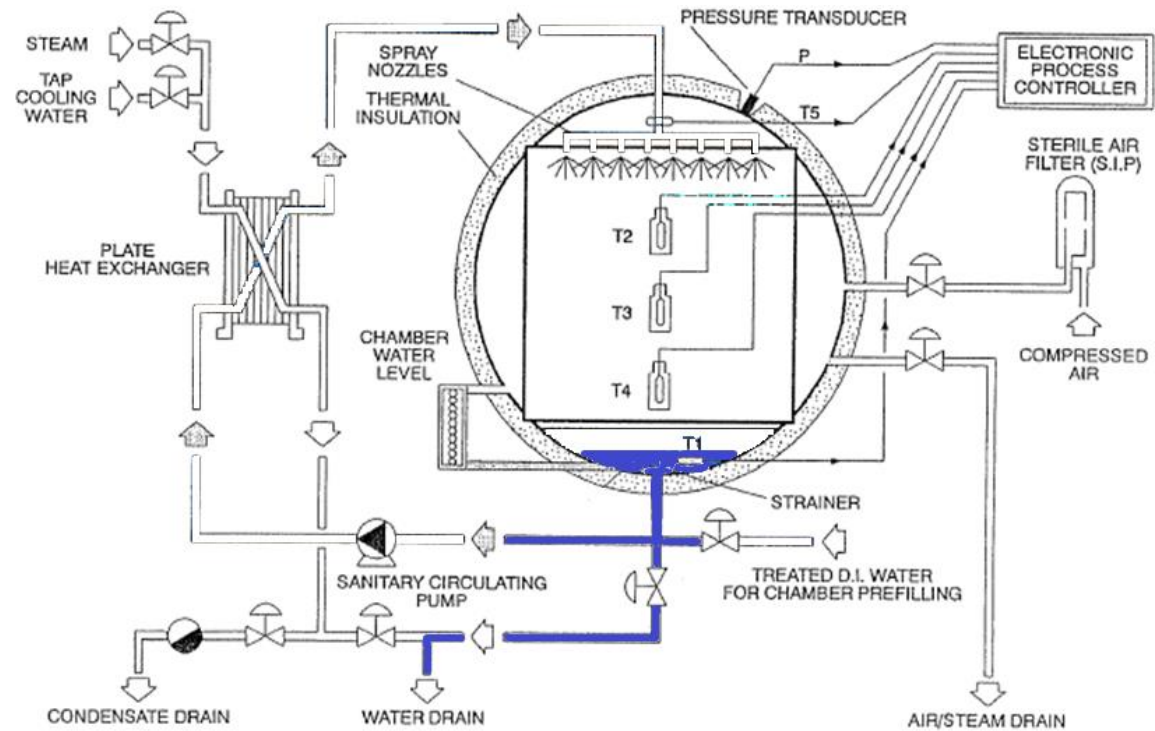 STEAM
TAP
COOLING
WATER
SPRAY
NOZZLES
THERMAL
INSULATION
PRESSURE TRANSDUCER
P
T5
ELECTRONIC
PROCESS
CONTROLLER
STERILE AIR
FILTER (S.I.P)
PLATE
HEAT EXCHANGER
T2
T3
T4
CHAMBER
WATER
LEVEL
COMPRESSED
AIR
T1
STRAINER
SANITARY CIRCULATING
PUMP
TREATED D.I. WATER
FOR CHAMBER PREFILLING
CONDENSATE DRAIN
WATER DRAIN
AIR/STEAM DRAIN